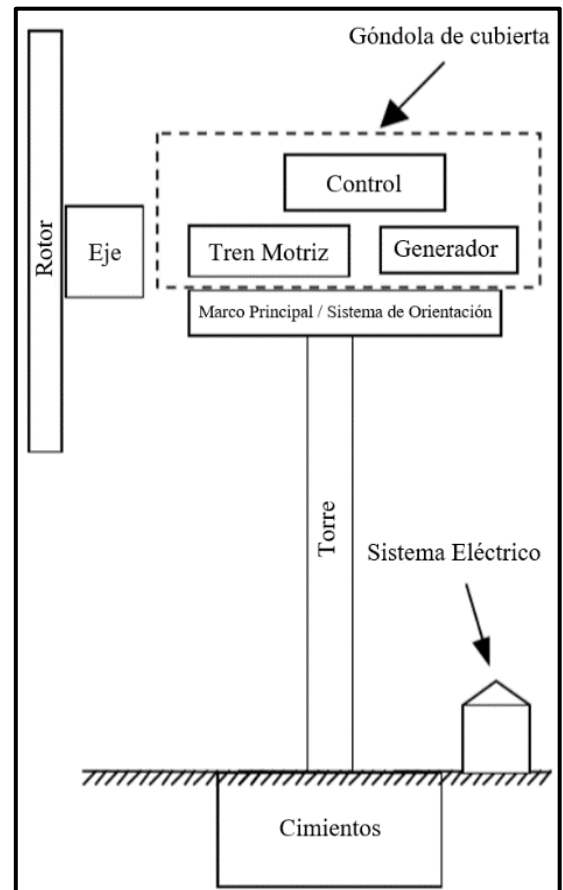 Góndola de cubierta
Control
Rotor
Eje
Tren Motriz
Generador
Marco Principal / Sistema de Orientación
Torre
Sistema Eléctrico
Cimientos